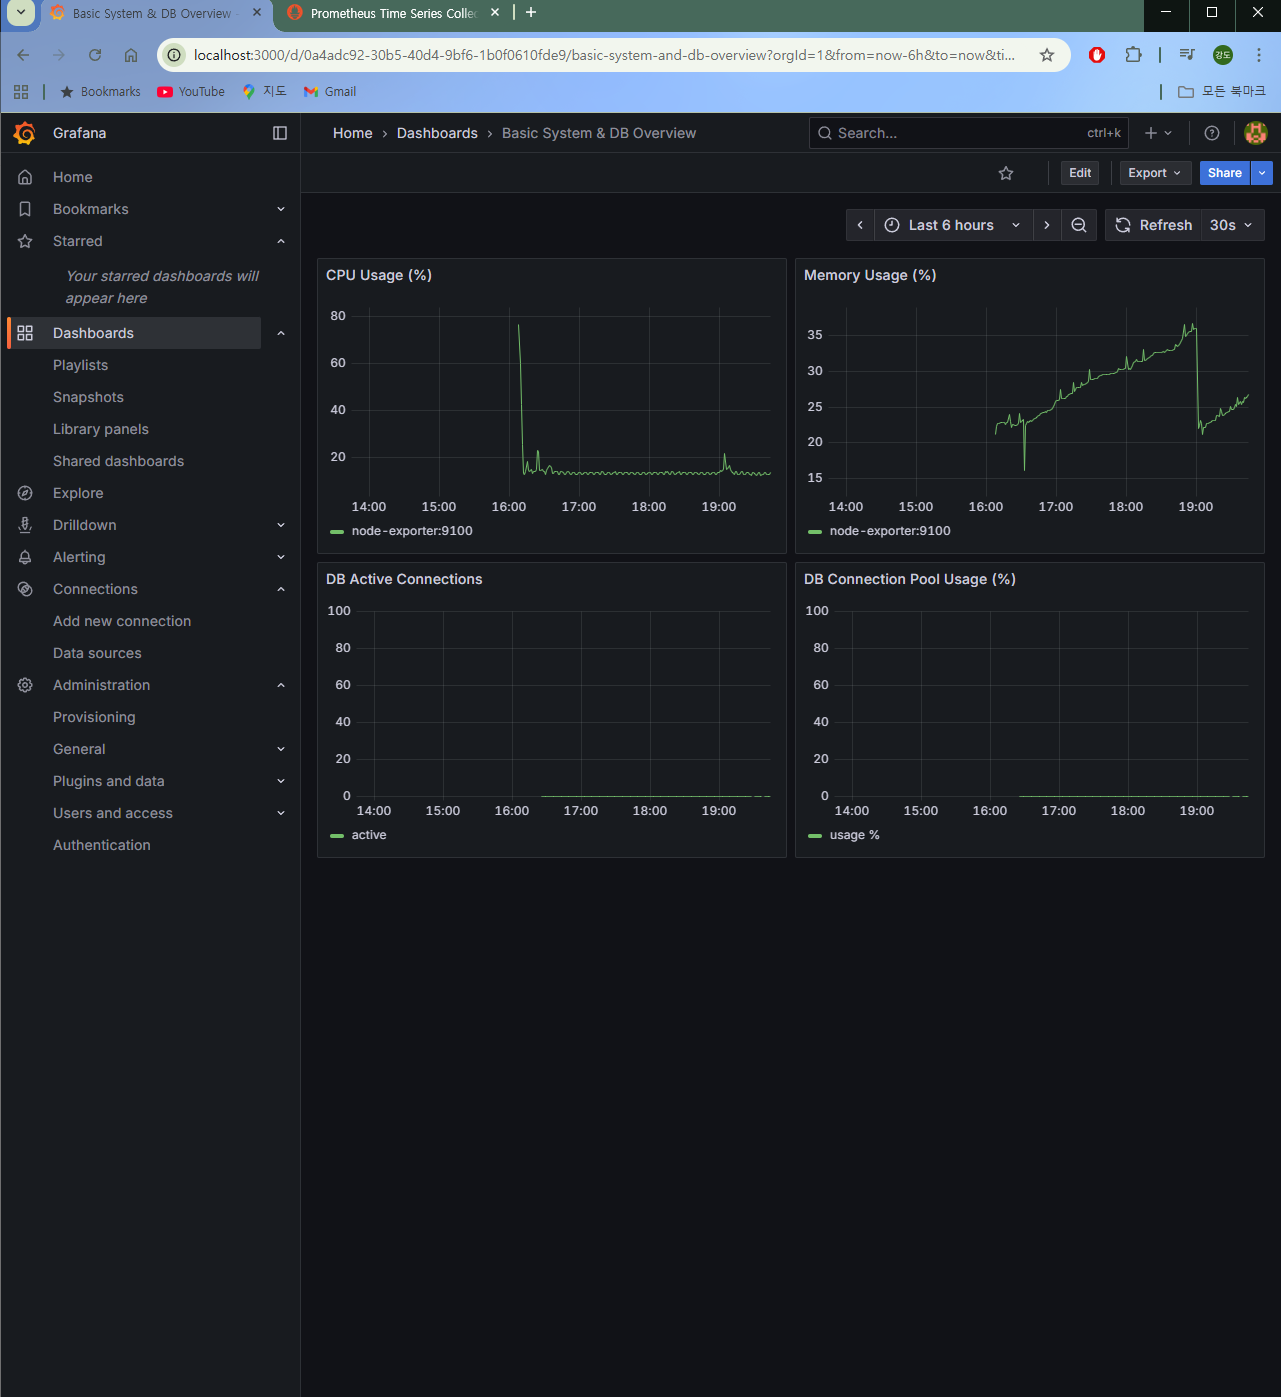 Basic System & DB Overview -
Prometheus Time Series Collec
localhost:3000/d/0a4adc92-30b5-40d4-9bf6-1b0f0610fde9/basic-system-and-db-overview?orgId=1&from=now-6h&to=now&ti...
강도
Bookmarks
YouTube
지도
Gmail
모든 북마크
Grafana
Home › Dashboards › Basic System & DB Overview
Search...
ctrl+k
Edit
Export
Share
Last 6 hours
Refresh
30s
Home
Bookmarks
Starred
Your starred dashboards will
appear here
Dashboards
Playlists
Snapshots
Library panels
Shared dashboards
Explore
Drilldown
Alerting
Connections
Add new connection
Data sources
Administration
Provisioning
General
Plugins and data
Users and access
Authentication
CPU Usage (%)
80
60
40
20
14:00 15:00 16:00 17:00 18:00 19:00
node-exporter:9100
Memory Usage (%)
35
30
25
20
15
14:00 15:00 16:00 17:00 18:00 19:00
node-exporter:9100
DB Active Connections
100
80
60
40
20
0
14:00 15:00 16:00 17:00 18:00 19:00
active
DB Connection Pool Usage (%)
100
80
60
40
20
0
14:00 15:00 16:00 17:00 18:00 19:00
usage %